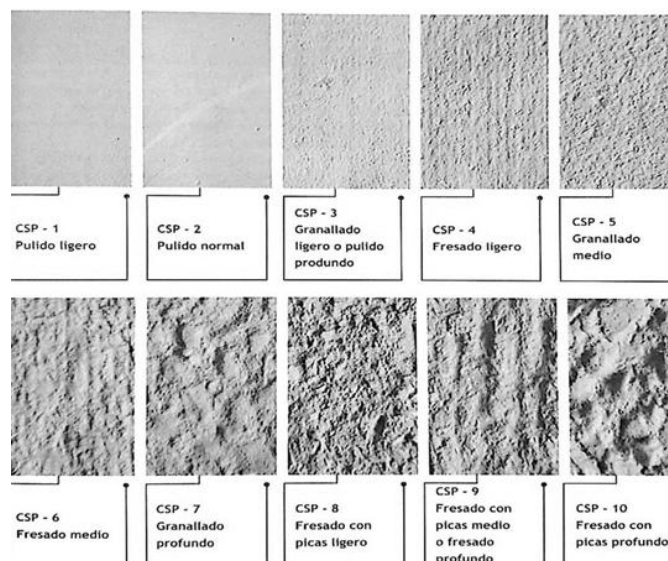 CSP - 1
Pulido ligero
CSP - 2
Pulido normal
CSP - 3
Granallado
ligero o pulido
produndo
CSP - 4
Fresado ligero
CSP - 5
Granallado
medio
CSP - 6
Fresado medio
CSP - 7
Granallado
profundo
CSP - 8
Fresado con
picas ligero
CSP - 9
Fresado con
picas medio
o fresado
profundo
CSP - 10
Fresado con
picas profundo